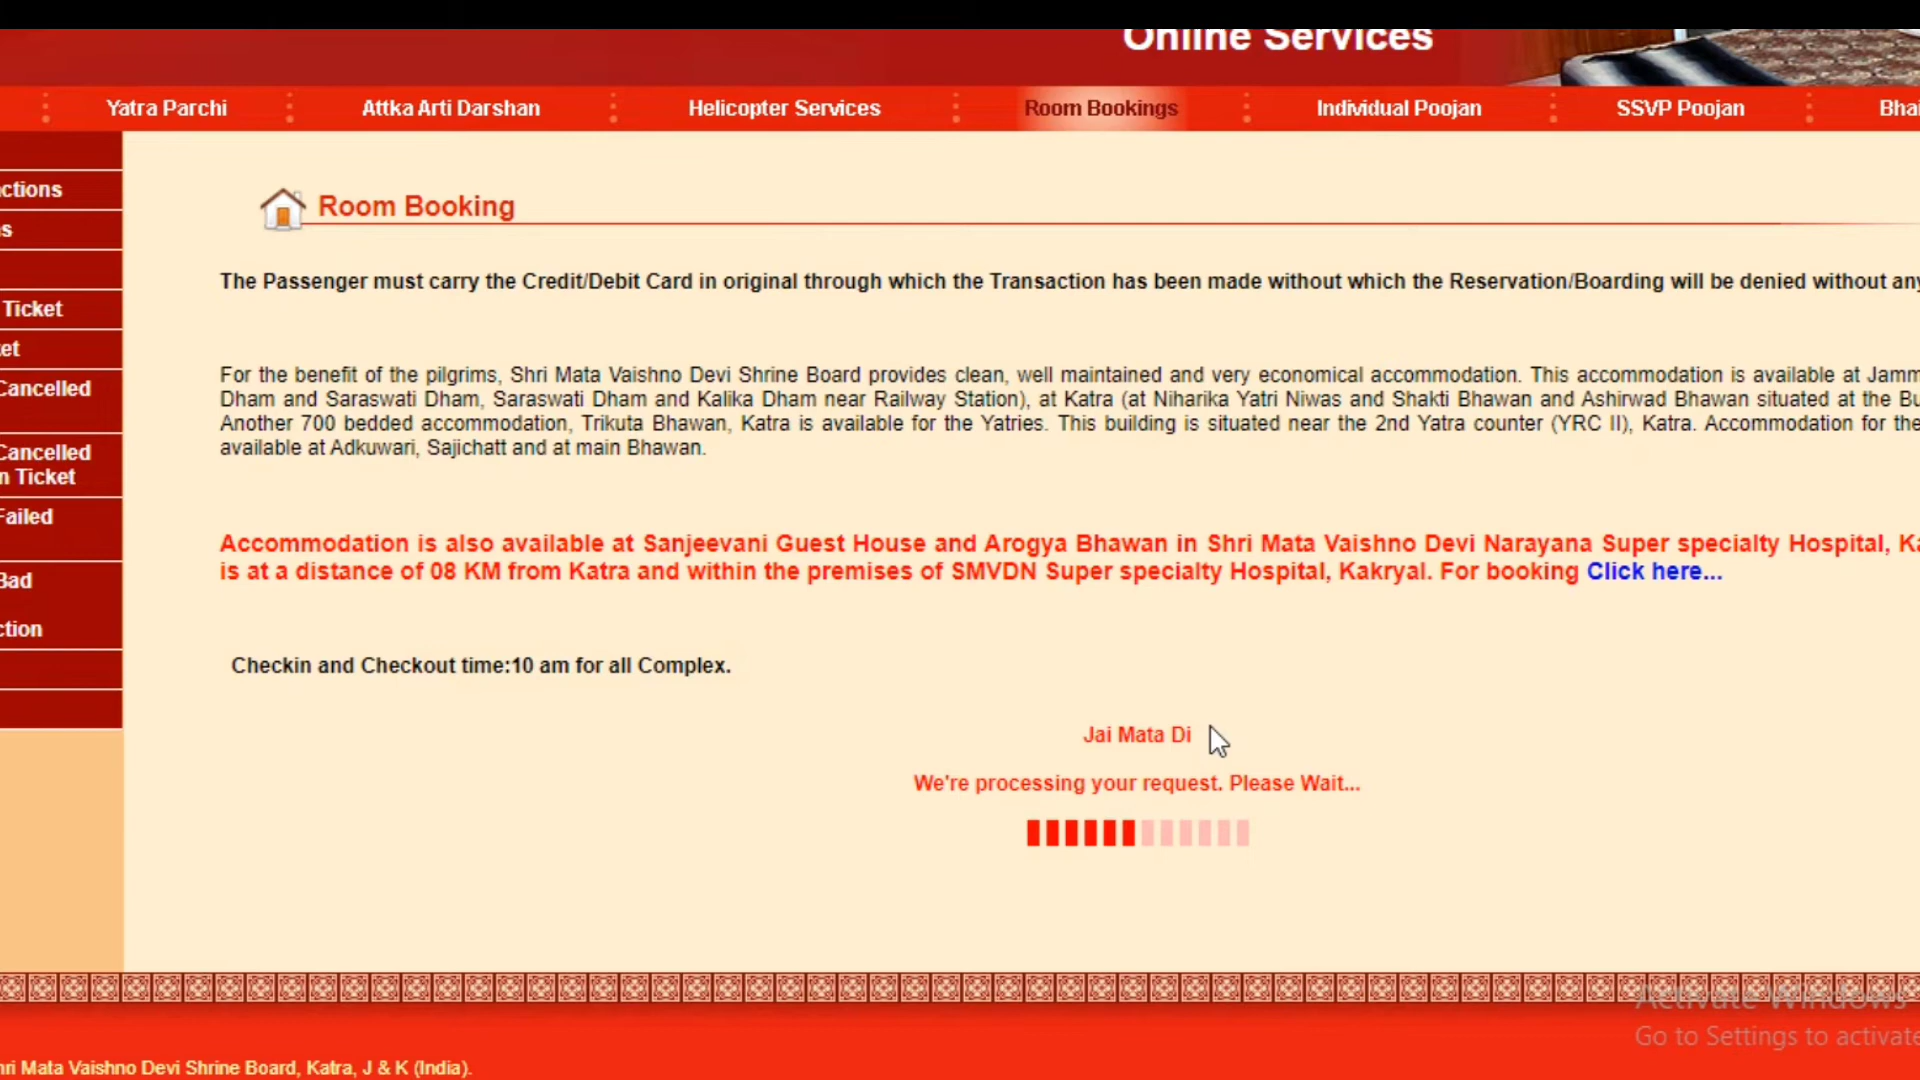 Online Services
Yatra Parchi Attka Arti Darshan Helicopter Services Room Bookings Individual Poojan SSVP Poojan Bhai
ctions
s
Ticket
et
Cancelled
Cancelled
n Ticket
Failed
Bad
ction
Room Booking
The Passenger must carry the Credit/Debit Card in original through which the Transaction has been made without which the Reservation/Boarding will be denied without any
For the benefit of the pilgrims, Shri Mata Vaishno Devi Shrine Board provides clean, well maintained and very economical accommodation. This accommodation is available at Jamm
Dham and Saraswati Dham, Saraswati Dham and Kalika Dham near Railway Station), at Katra (at Niharika Yatri Niwas and Shakti Bhawan and Ashirwad Bhawan situated at the Bu
Another 700 bedded accommodation, Trikuta Bhawan, Katra is available for the Yatries. This building is situated near the 2nd Yatra counter (YRC II), Katra. Accommodation for the
available at Adkuwari, Sajichatt and at main Bhawan.
Accommodation is also available at Sanjeevani Guest House and Arogya Bhawan in Shri Mata Vaishno Devi Narayana Super specialty Hospital, Ka
is at a distance of 08 KM from Katra and within the premises of SMVDN Super specialty Hospital, Kakryal. For booking Click here...
Checkin and Checkout time:10 am for all Complex.
Jai Mata Di
We're processing your request. Please Wait...
Activate Windows
Go to Settings to activate
hri Mata Vaishno Devi Shrine Board, Katra, J & K (India).